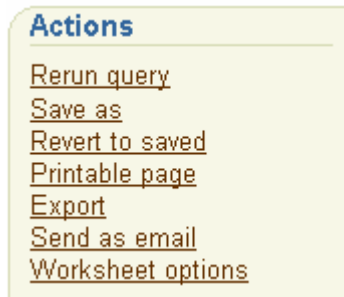 Actions
Rerun query
Save as
Revert to saved
Printable page
Export
Send as email
Worksheet options